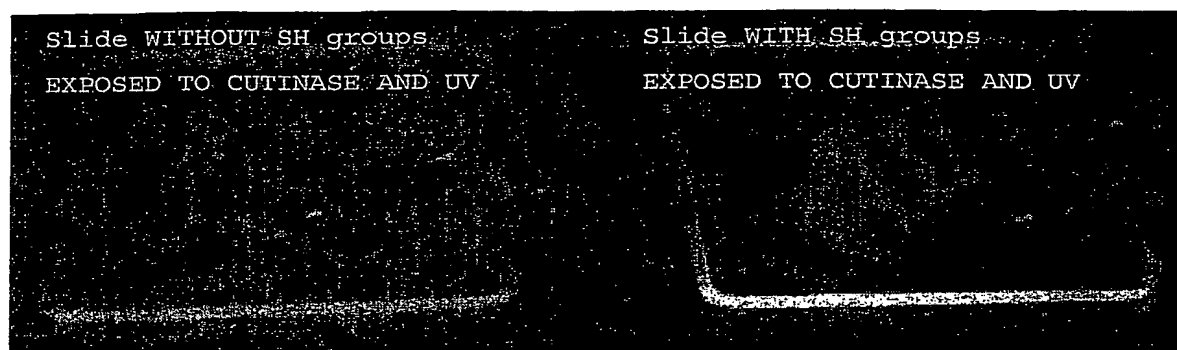 Slide WITHOUT SH groups
EXPOSED TO CUTINASE AND UV
Slide WITH SH groups
EXPOSED TO CUTINASE AND UV